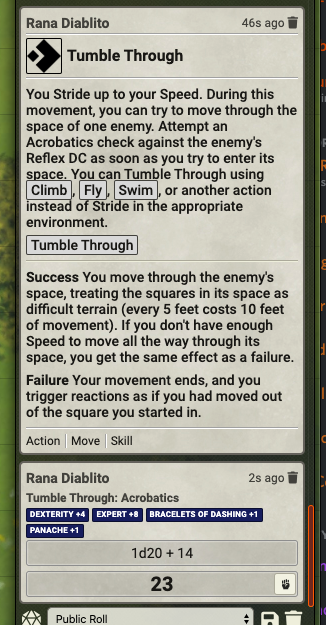 Rana Diablito 46s ago
Tumble Through
You Stride up to your Speed. During this
movement, you can try to move through the
space of one enemy. Attempt an
Acrobatics check against the enemy's
Reflex DC as soon as you try to enter its
space. You can Tumble Through using
Climb, Fly, Swim, or another action
instead of Stride in the appropriate
environment.
Tumble Through
Success You move through the enemy's
space, treating the squares in its space as
difficult terrain (every 5 feet costs 10 feet
of movement). If you don't have enough
Speed to move all the way through its
space, you get the same effect as a failure.
Failure Your movement ends, and you
trigger reactions as if you had moved out
of the square you started in.
Action Move Skill
Rana Diablito 2s ago
Tumble Through: Acrobatics
DEXTERITY +4 EXPERT +8 BRACELETS OF DASHING +1
PANACHE +1
1d20 + 14
23
Public Roll